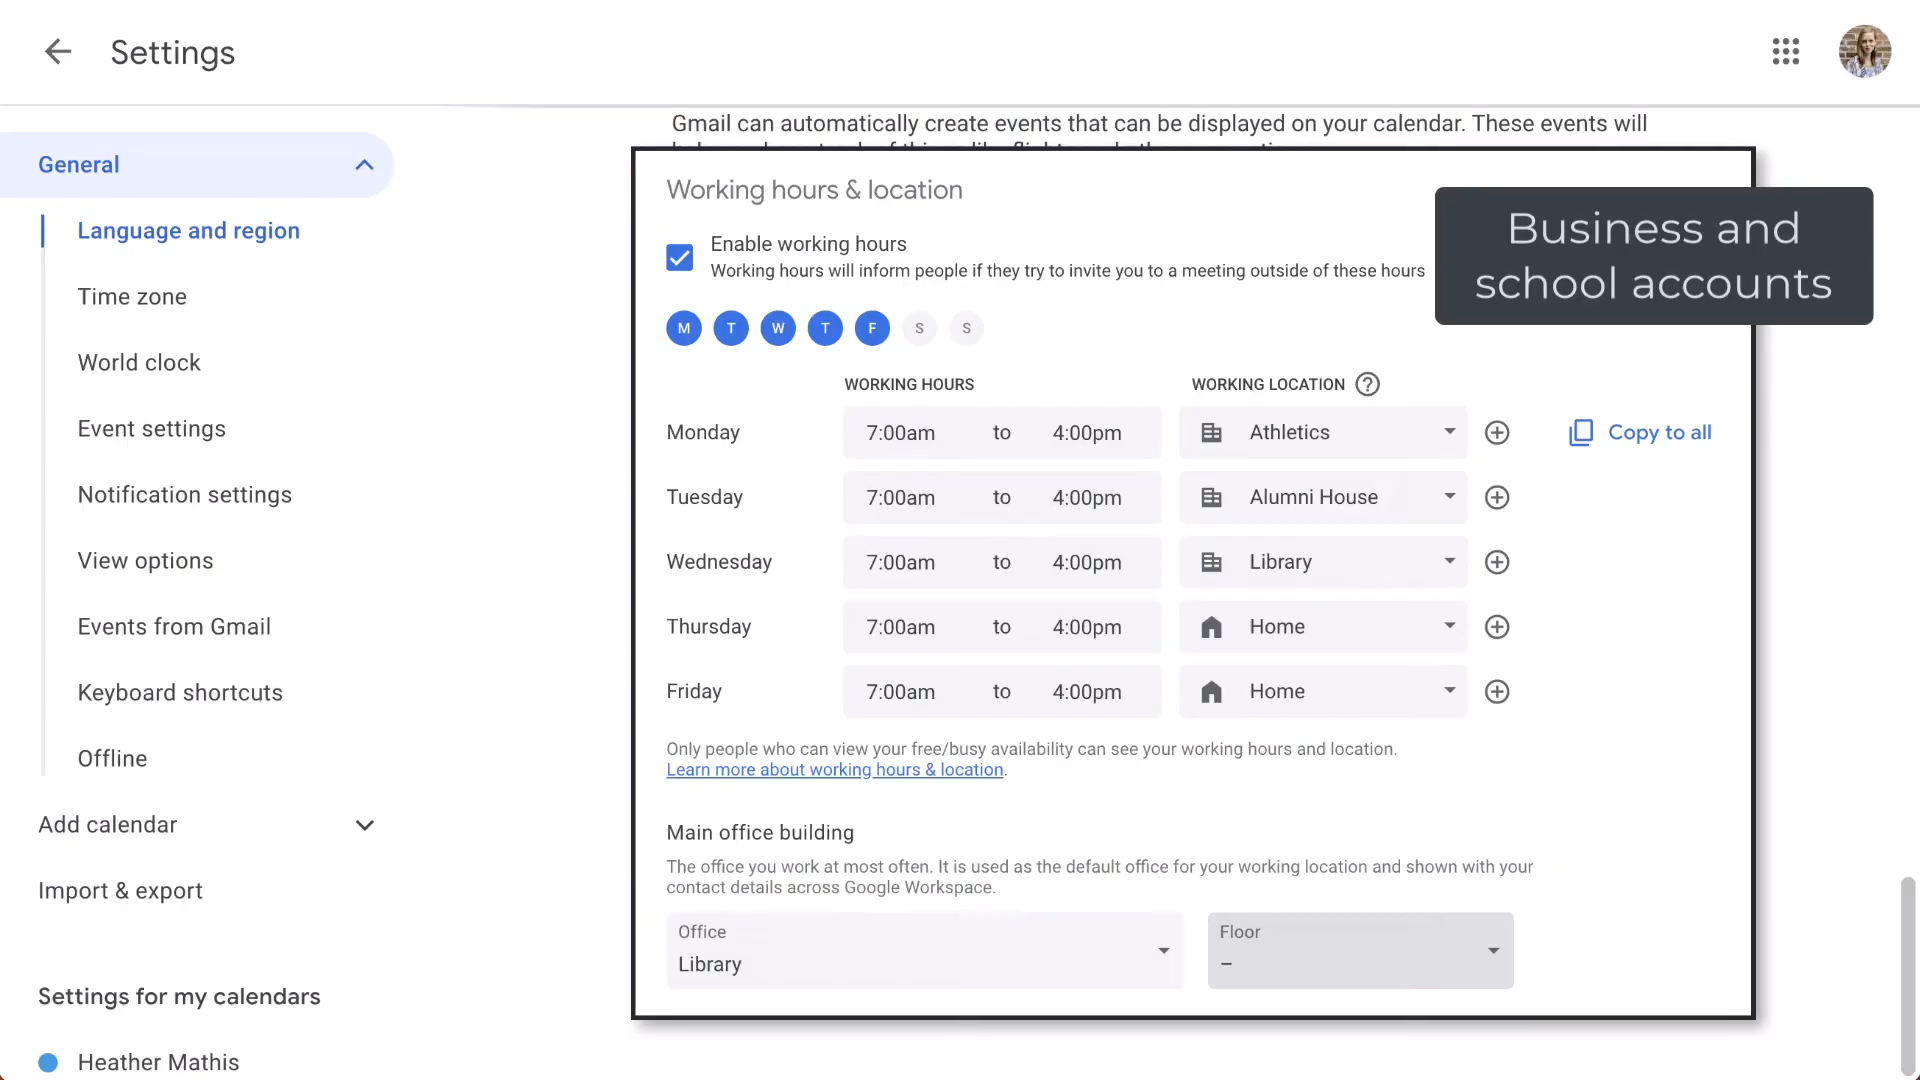 Settings
General
Language and region
Time zone
World clock
Event settings
Notification settings
View options
Events from Gmail
Keyboard shortcuts
Offline
Add calendar
Import & export
Settings for my calendars
Heather Mathis
Gmail can automatically create events that can be displayed on your calendar. These events will
Working hours & location
Business and
school accounts
Enable working hours
Working hours will inform people if they try to invite you to a meeting outside of these hours
M T W T F S S
WORKING HOURS WORKING LOCATION ?
Monday 7:00am to 4:00pm Athletics Copy to all
Tuesday 7:00am to 4:00pm Alumni House
Wednesday 7:00am to 4:00pm Library
Thursday 7:00am to 4:00pm Home
Friday 7:00am to 4:00pm Home
Only people who can view your free/busy availability can see your working hours and location.
Learn more about working hours & location.
Main office building
The office you work at most often. It is used as the default office for your working location and shown with your
contact details across Google Workspace.
Office Floor
Library –